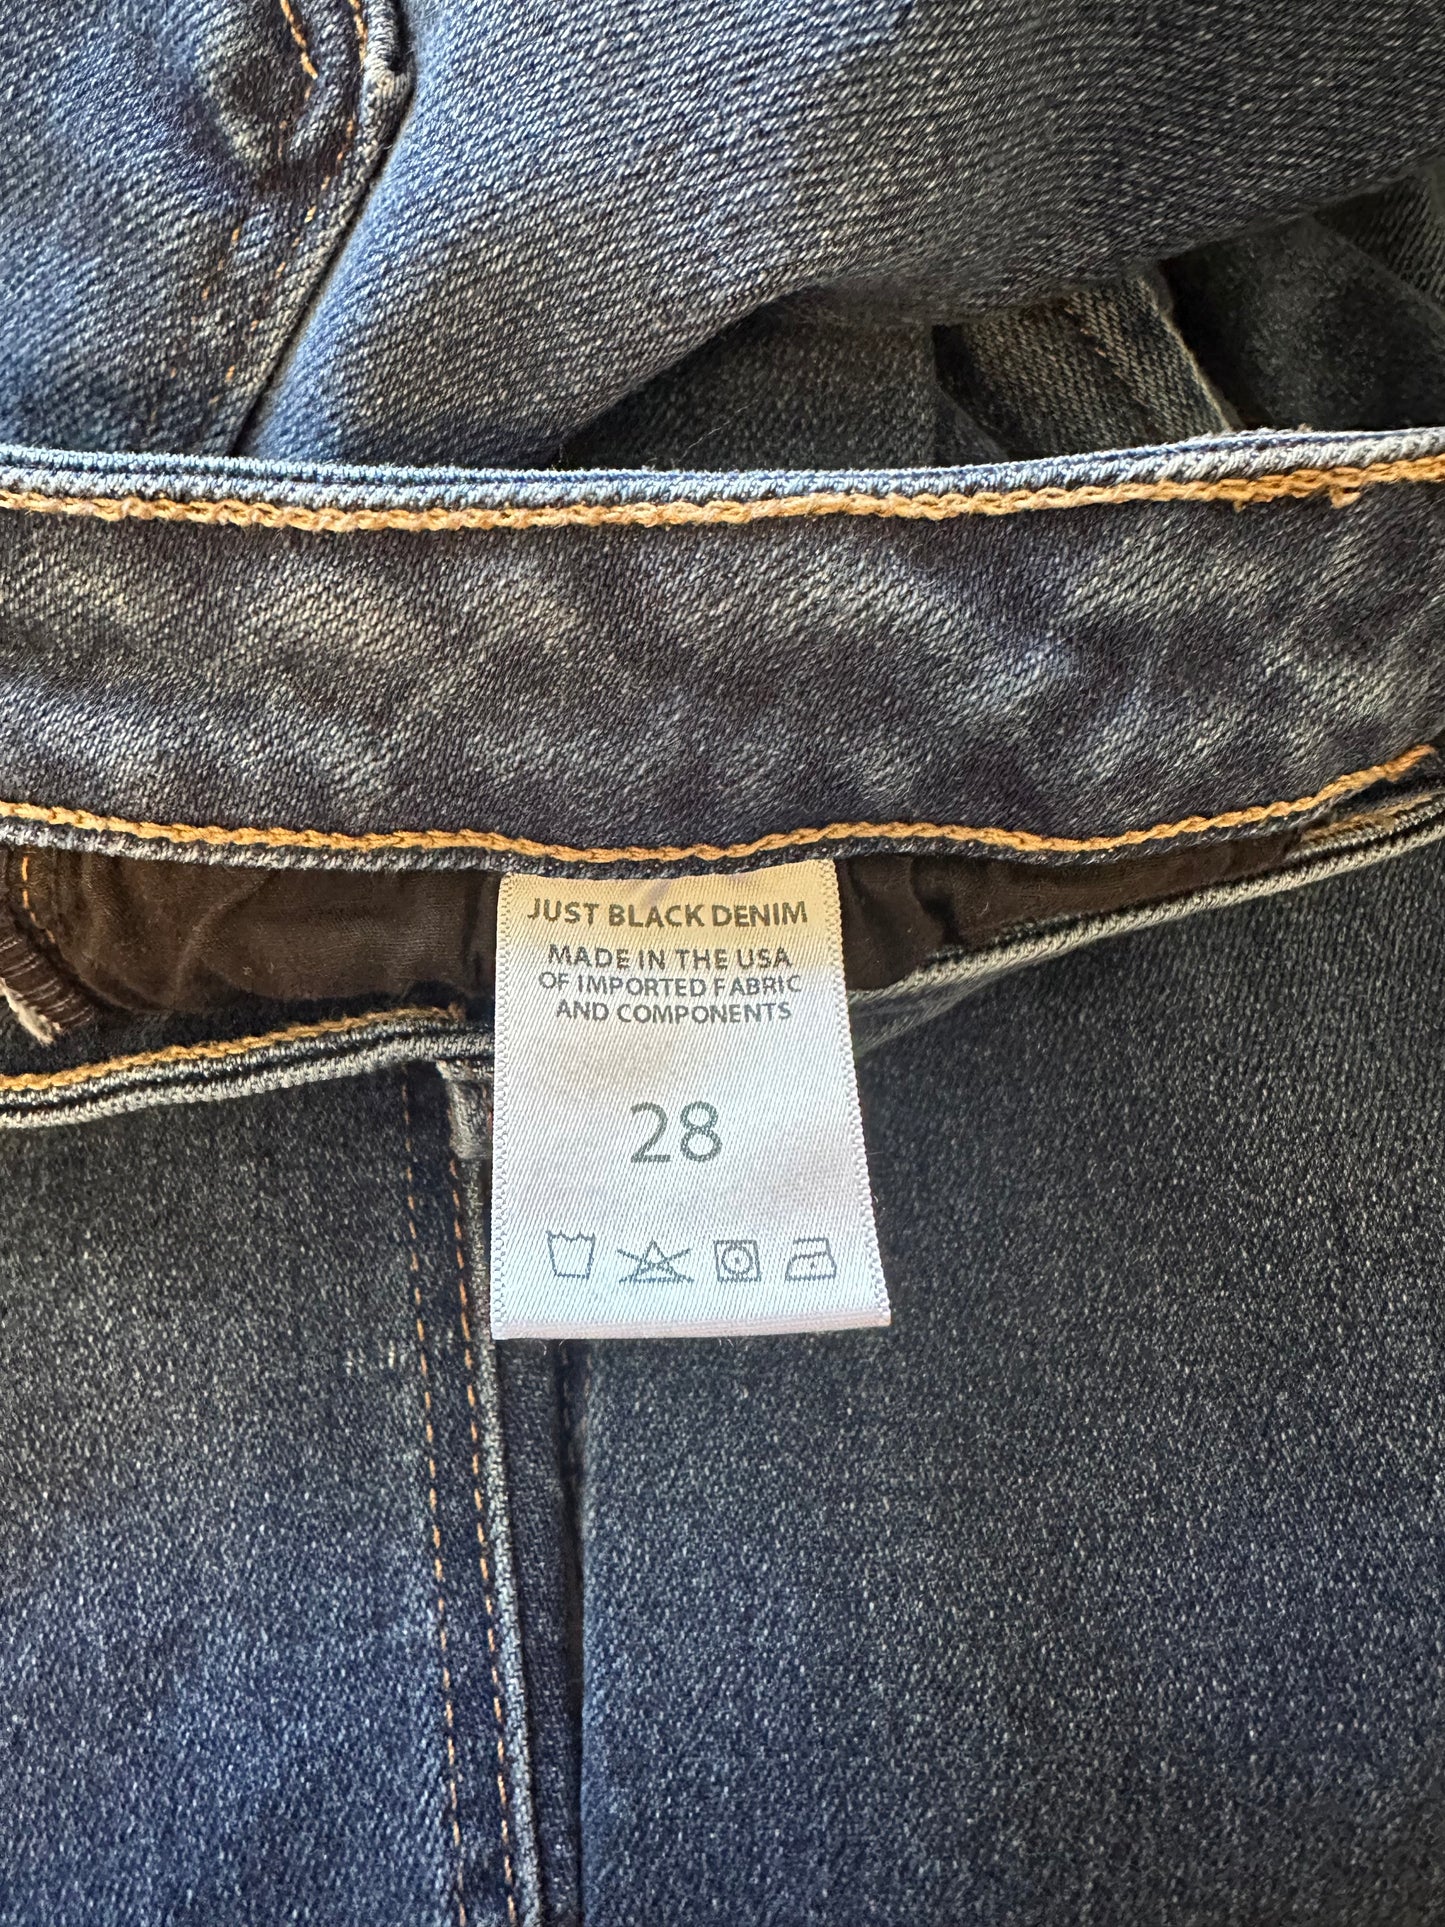 JUST BLACK DENIM
MADE IN THE USA
OF IMPORTED FABRIC
AND COMPONENTS
28